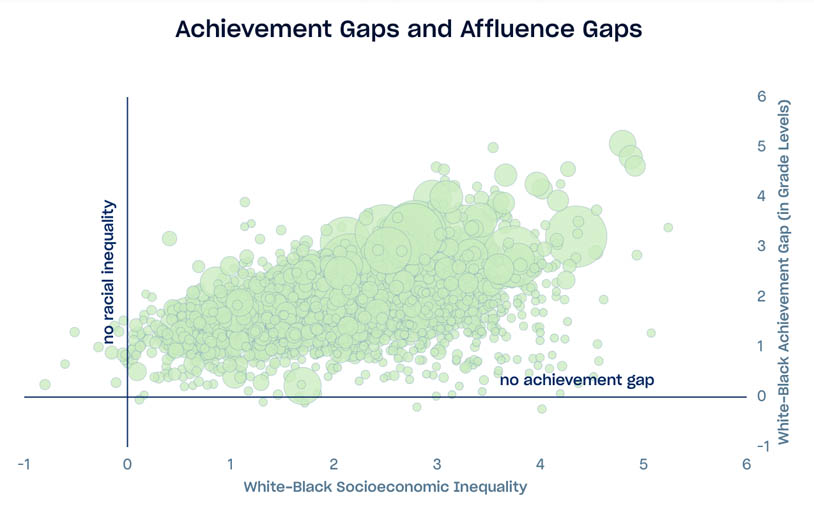 Achievement Gaps and Affluence Gaps
6
5
4
3
2
1
0
-1
White-Black Achievement Gap (in Grade Levels)
no racial inequality
no achievement gap
-1 0 1 2 3 4 5 6
White-Black Socioeconomic Inequality